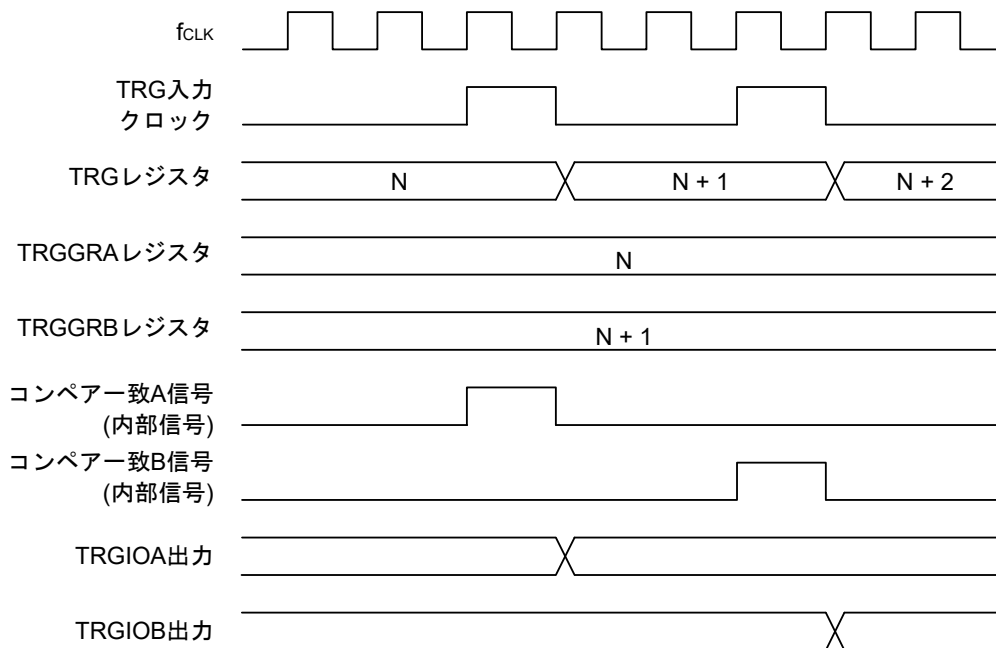 fCLK
TRG入力
クロック
TRGレジスタ
N
N + 1
N + 2
TRGGRAレジスタ
N
TRGGRBレジスタ
N + 1
コンペアー致A信号
(内部信号)
コンペアー致B信号
(内部信号)
TRGIOA出力
TRGIOB出力